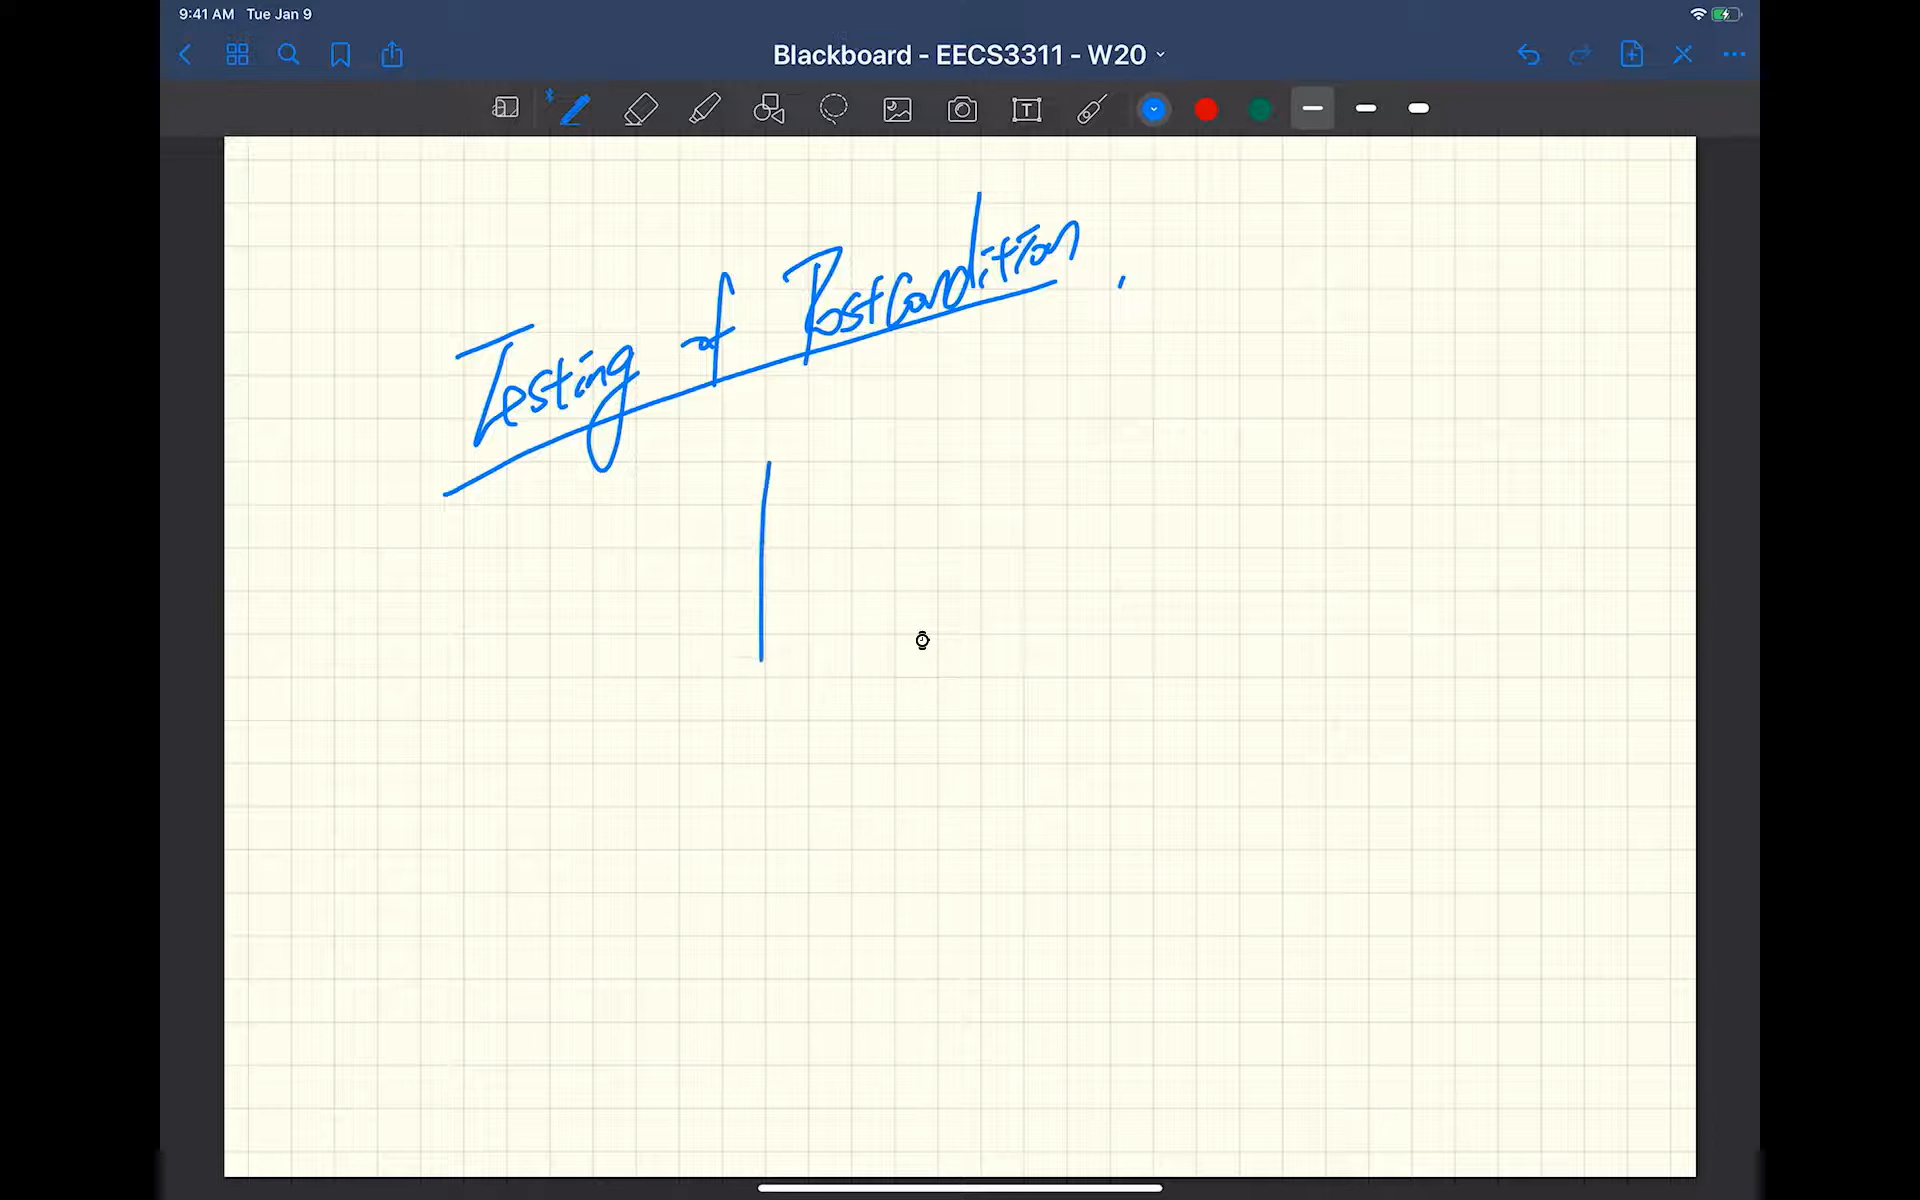 9:41 AM Tue Jan 9
Blackboard - EECS3311 - W20
Testing of Postcondition